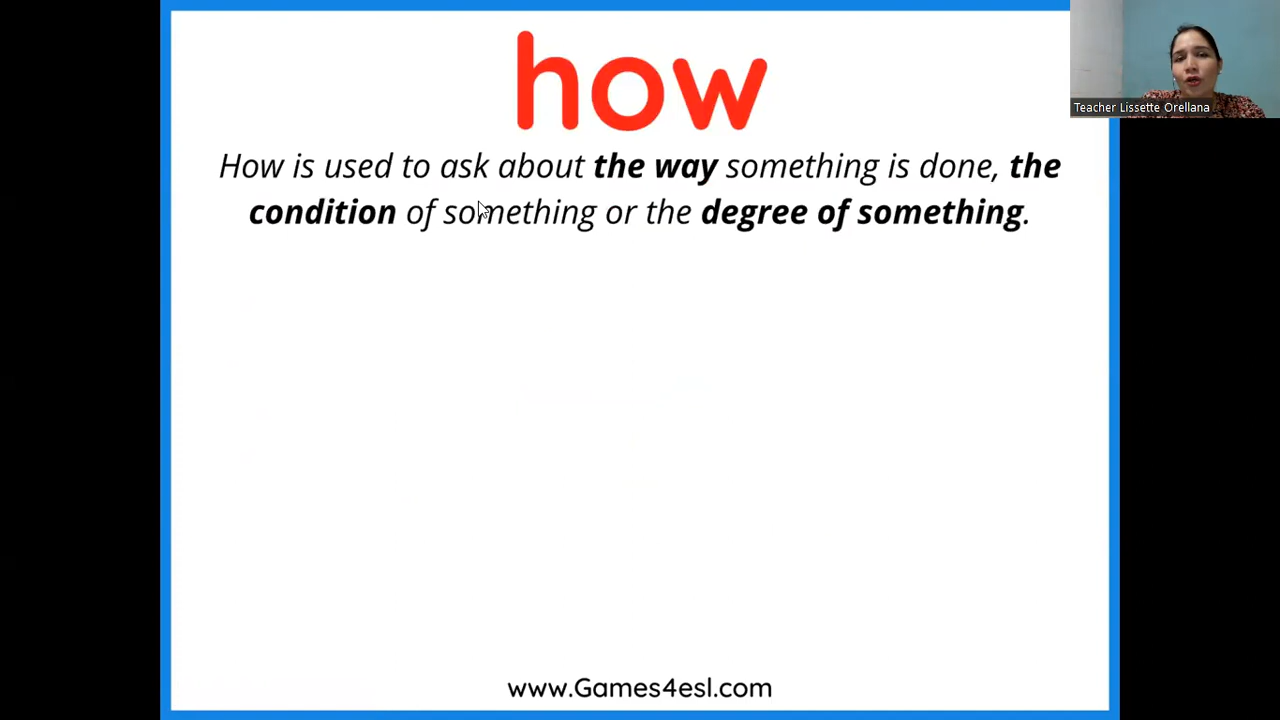 how
How is used to ask about the way something is done, the
condition of something or the degree of something.
www.Games4esl.com
Teacher Lissette Orellana